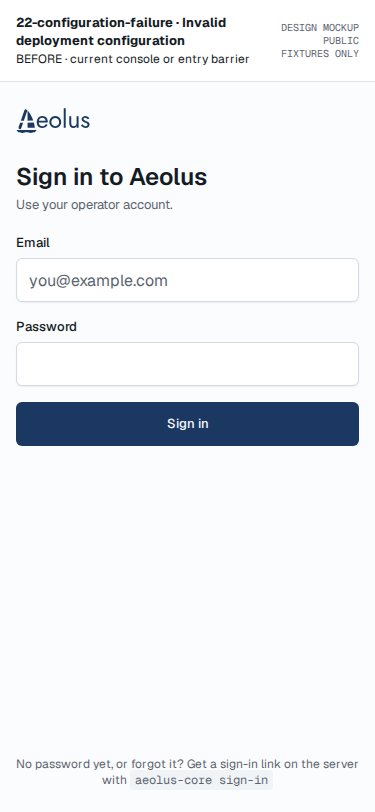 22-configuration-failure · Invalid
deployment configuration
BEFORE · current console or entry barrier
DESIGN MOCKUP
PUBLIC
FIXTURES ONLY
Aeolus
Sign in to Aeolus
Use your operator account.
Email
you@example.com
Password
Sign in
No password yet, or forgot it? Get a sign-in link on the server
with aeolus-core sign-in